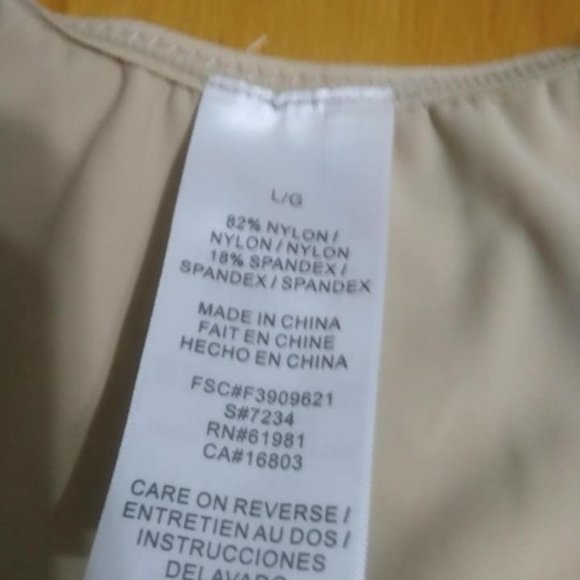 L/G
82% NYLON /
NYLON / NYLON
18% SPANDEX /
SPANDEX / SPANDEX
MADE IN CHINA
FAIT EN CHINE
HECHO EN CHINA
FSC#F3909621
S#7234
RN#61981
CA#16803
CARE ON REVERSE /
ENTRETIEN AU DOS /
INSTRUCCIONES
DELAVADO